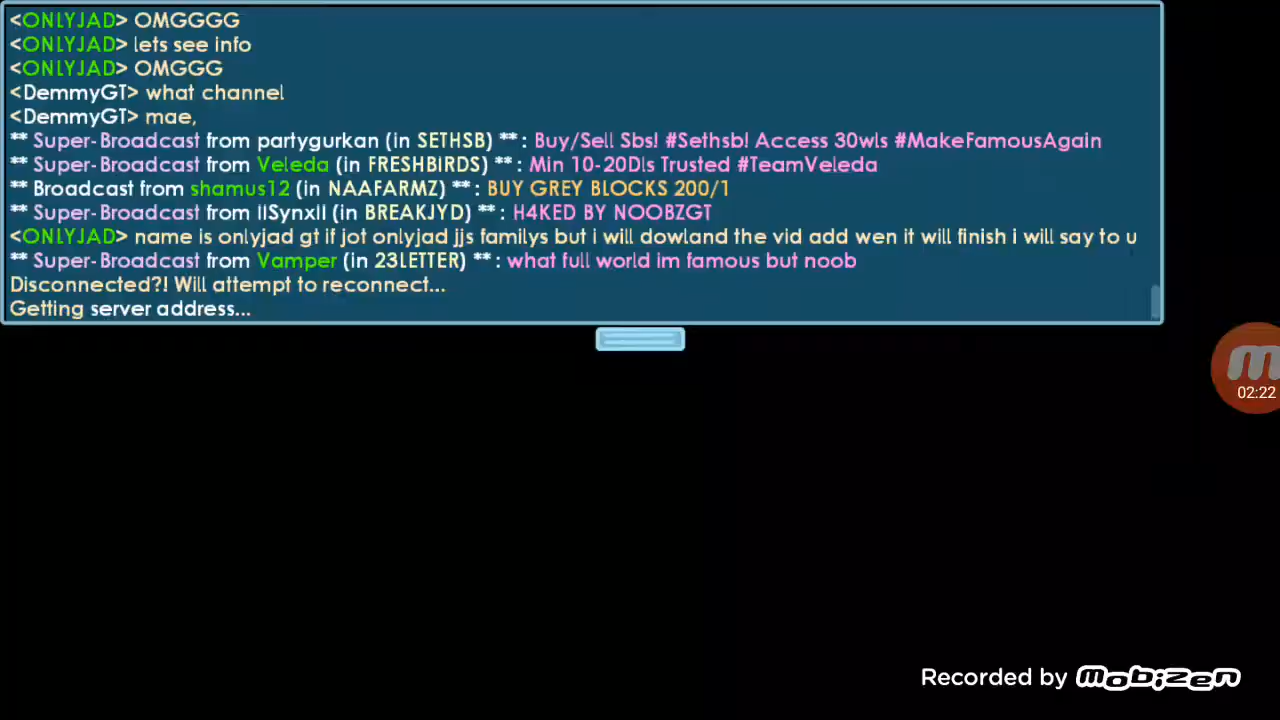 <ONLYJAD> OMGGGG
<ONLYJAD> lets see info
<ONLYJAD> OMGGG
<DemmyGT> what channel
<DemmyGT> mae,
** Super-Broadcast from partygurkan (in SETHSB) ** : Buy/Sell Sbs! #Sethsb! Access 30wls #MakeFamousAgain
** Super-Broadcast from Veleda (in FRESHBIRDS) ** : Min 10-20Dls Trusted #TeamVeleda
** Broadcast from shamus12 (in NAAFARMZ) ** : BUY GREY BLOCKS 200/1
** Super-Broadcast from IISynxII (in BREAKJYD) ** : H4KED BY NOOBZGT
<ONLYJAD> name is onlyjad gt if jot onlyjad jjs familys but i will dowland the vid add wen it will finish i will say to u
** Super-Broadcast from Vamper (in 23LETTER) ** : what full world im famous but noob
Disconnected?! Will attempt to reconnect...
Getting server address...
02:22
Recorded by mobizen